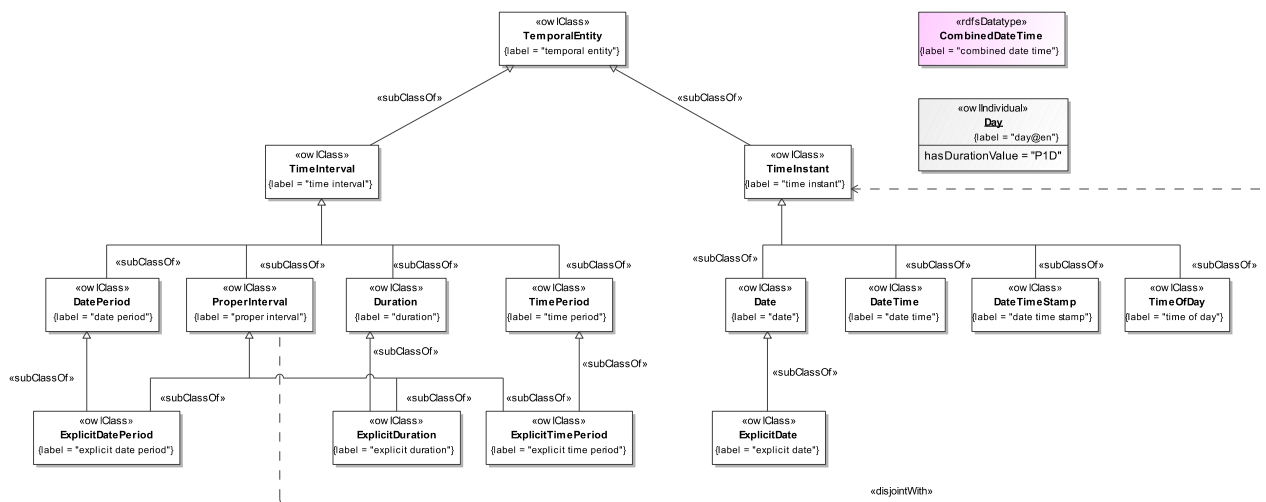 «owlClass»
TemporalEntity
{label = "temporal entity"}
«rdfsDatatype»
CombinedDateTime
{label = "combined date time"}
«subClassOf»
«subClassOf»
«owlIndividual»
Day
{label = "day@en"
hasDurationValue = "P1D"
«owlClass»
TimeInterval
{label = "time interval"}
«owlClass»
TimeInstant
{label = "time instant"}
«subClassOf»
«subClassOf»
«subClassOf»
«subClassOf»
«subClassOf»
«subClassOf»
«subClassOf»
«subClassOf»
«owlClass»
DatePeriod
{label = "date period"}
«owlClass»
ProperInterval
{label = "proper interval"}
«owlClass»
Duration
{label = "duration"}
«owlClass»
TimePeriod
{label = "time period"}
«owlClass»
Date
{label = "date"}
«owlClass»
DateTime
{label = "date time"}
«owlClass»
DateTimeStamp
{label = "date time stamp"}
«owlClass»
TimeOfDay
{label = "time of day"}
«subClassOf»
«subClassOf»
«subClassOf»
«subClassOf»
«subClassOf»
«subClassOf»
«subClassOf»
«owlClass»
ExplicitDatePeriod
{label = "explicit date period"}
«owlClass»
ExplicitDuration
{label = "explicit duration"}
«owlClass»
ExplicitTimePeriod
{label = "explicit time period"}
«owlClass»
ExplicitDate
{label = "explicit date"}
«disjointWith»